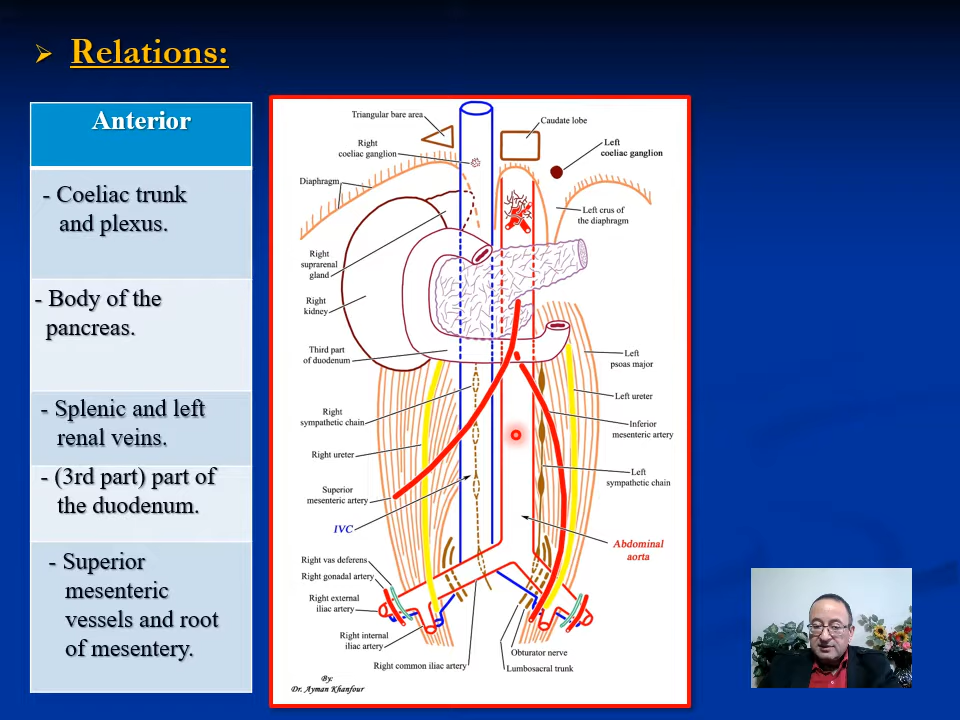 ➢ Relations:
Anterior
- Coeliac trunk
and plexus.
- Body of the
pancreas.
- Splenic and left
renal veins.
- (3rd part) part of
the duodenum.
- Superior
mesenteric
vessels and root
of mesentery.
Triangular bare area
Caudate lobe
Right
coeliac ganglion
Left
coeliac ganglion
Diaphragm
Left crus of
the diaphragm
Right
suprarenal
gland
Right
kidney
Third part
of duodenum
Left
psoas major
Left ureter
Right
sympathetic chain
Inferior
mesenteric artery
Right ureter
Left
sympathetic chain
Superior
mesenteric artery
IVC
Abdominal
aorta
Right vas deferens
Right gonadal artery
Right external
iliac artery
Right internal
iliac artery
Obturator nerve
Right common iliac artery
Lumbosacral trunk
By:
Dr. Ayman Khanfour